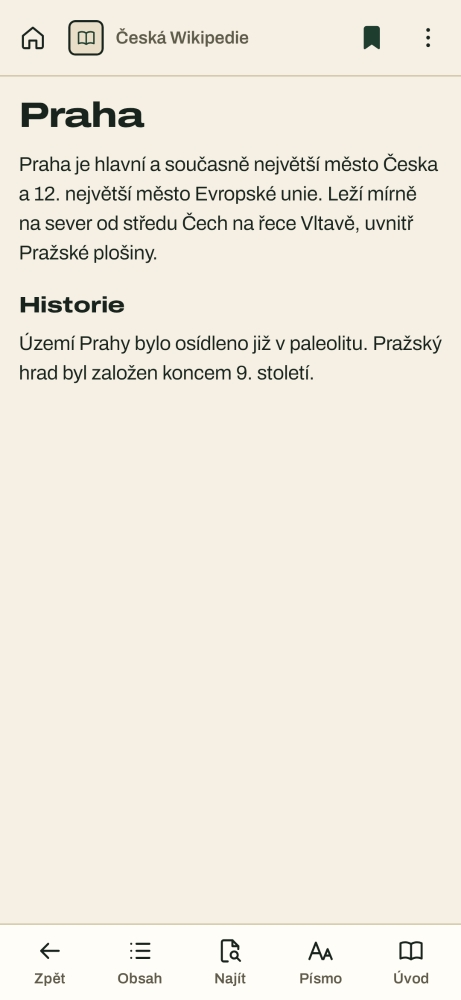 Česká Wikipedie
Praha
Praha je hlavní a současně největší město Česka
a 12. největší město Evropské unie. Leží mírně
na sever od středu Čech na řece Vltavě, uvnitř
Pražské plošiny.
Historie
Území Prahy bylo osídleno již v paleolitu. Pražský
hrad byl založen koncem 9. století.
Zpět
Obsah
Najít
Písmo
Úvod